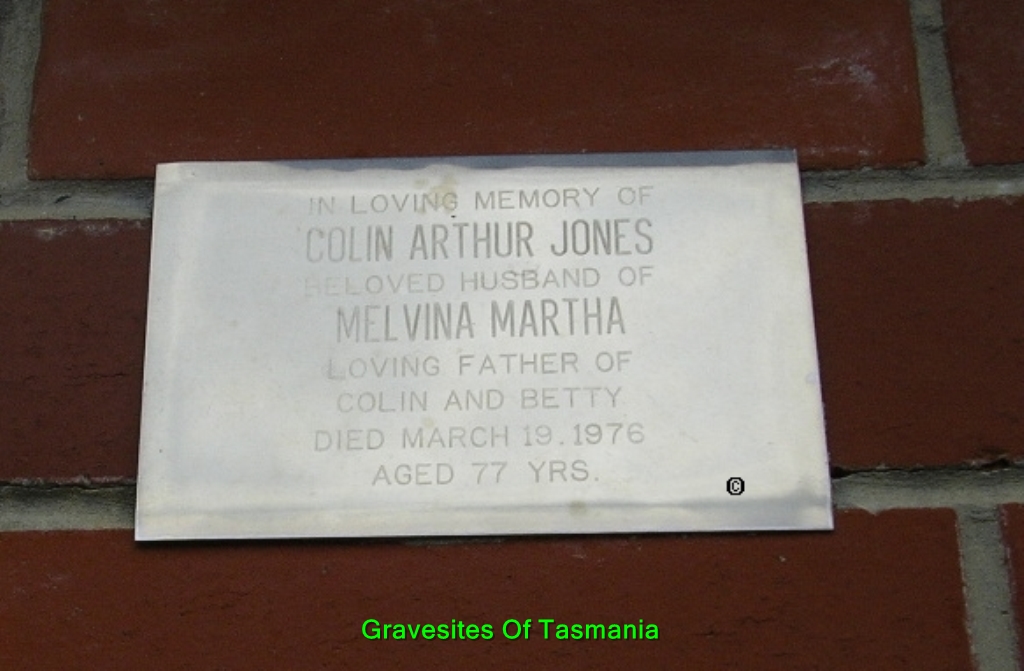 IN LOVING MEMORY OF
COLIN ARTHUR JONES
BELOVED HUSBAND OF
MELVINA MARTHA
LOVING FATHER OF
COLIN AND BETTY
DIED MARCH 19.1976
AGED 77 YRS.
©
Gravesites Of Tasmania